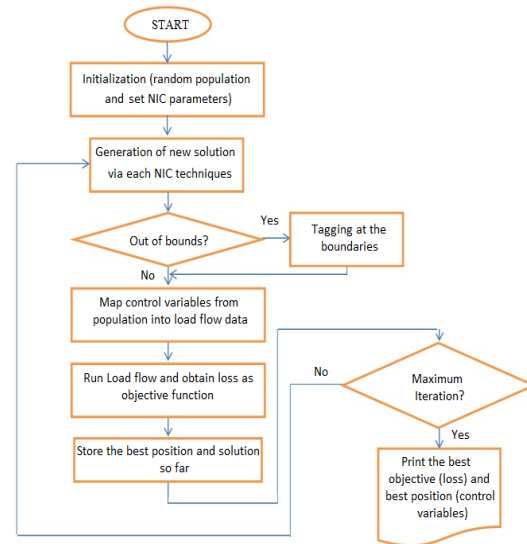 START
Initialization (random population
and set NIC parameters)
Generation of new solution
via each NIC techniques
Out of bounds?
Yes
Tagging at the
boundaries
No
Map control variables from
population into load flow data
Run Load flow and obtain loss as
objective function
Store the best position and solution
so far
No
Maximum
Iteration?
Yes
Print the best
objective (loss) and
best position (control
variables)